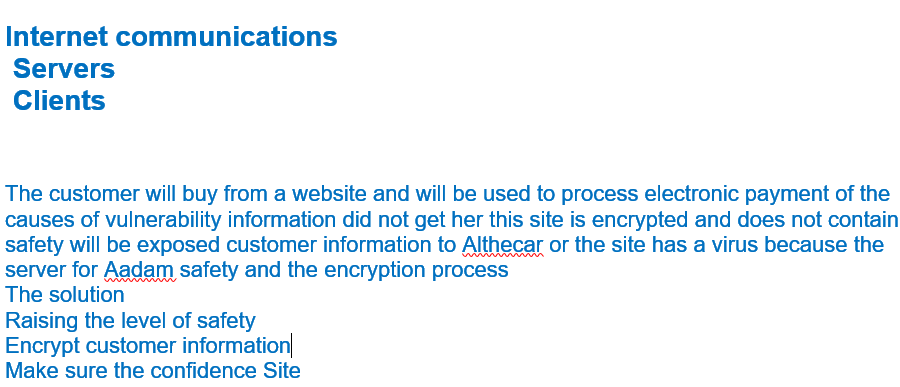 Internet communications
Servers
Clients
The customer will buy from a website and will be used to process electronic payment of the
causes of vulnerability information did not get her this site is encrypted and does not contain
safety will be exposed customer information to Althecar or the site has a virus because the
server for Aadam safety and the encryption process
The solution
Raising the level of safety
Encrypt customer information
Make sure the confidence Site